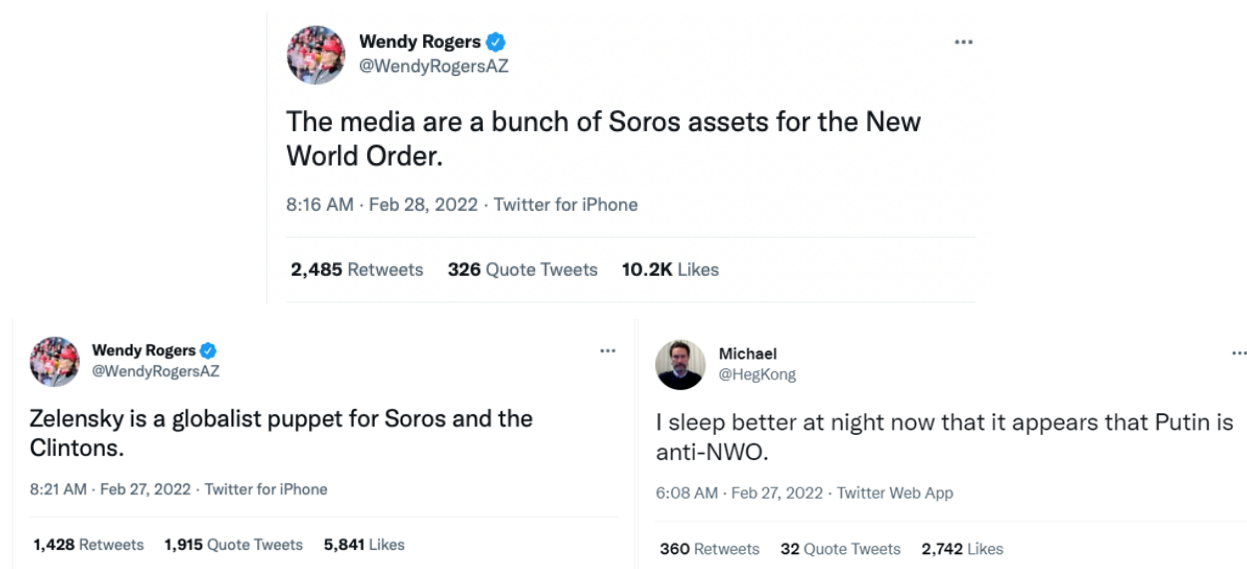 Wendy Rogers
@WendyRogersAZ
The media are a bunch of Soros assets for the New
World Order.
8:16 AM · Feb 28, 2022 · Twitter for iPhone
2,485 Retweets 326 Quote Tweets 10.2K Likes
Wendy Rogers
@WendyRogersAZ
Zelensky is a globalist puppet for Soros and the
Clintons.
8:21 AM · Feb 27, 2022 · Twitter for iPhone
1,428 Retweets 1,915 Quote Tweets 5,841 Likes
Michael
@HegKong
I sleep better at night now that it appears that Putin is
anti-NWO.
6:08 AM · Feb 27, 2022 · Twitter Web App
360 Retweets 32 Quote Tweets 2,742 Likes